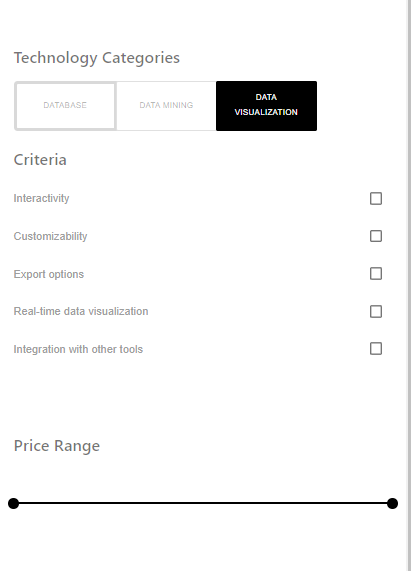 Technology Categories
DATABASE
DATA MINING
DATA
VISUALIZATION
Criteria
Interactivity
Customizability
Export options
Real-time data visualization
Integration with other tools
Price Range